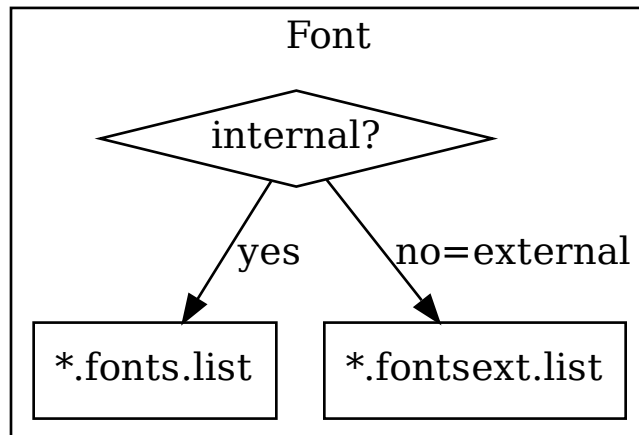 Font
internal?
yes
no=external
*.fonts.list
*.fontsext.list